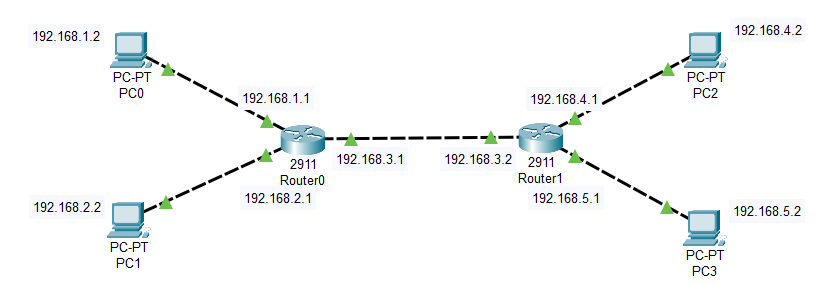 192.168.1.2
PC-PT
PC0
192.168.1.1
192.168.2.2
PC-PT
PC1
192.168.2.1
2911
Router0
192.168.3.1
192.168.3.2
2911
Router1
192.168.4.1
192.168.4.2
PC-PT
PC2
192.168.5.1
192.168.5.2
PC-PT
PC3